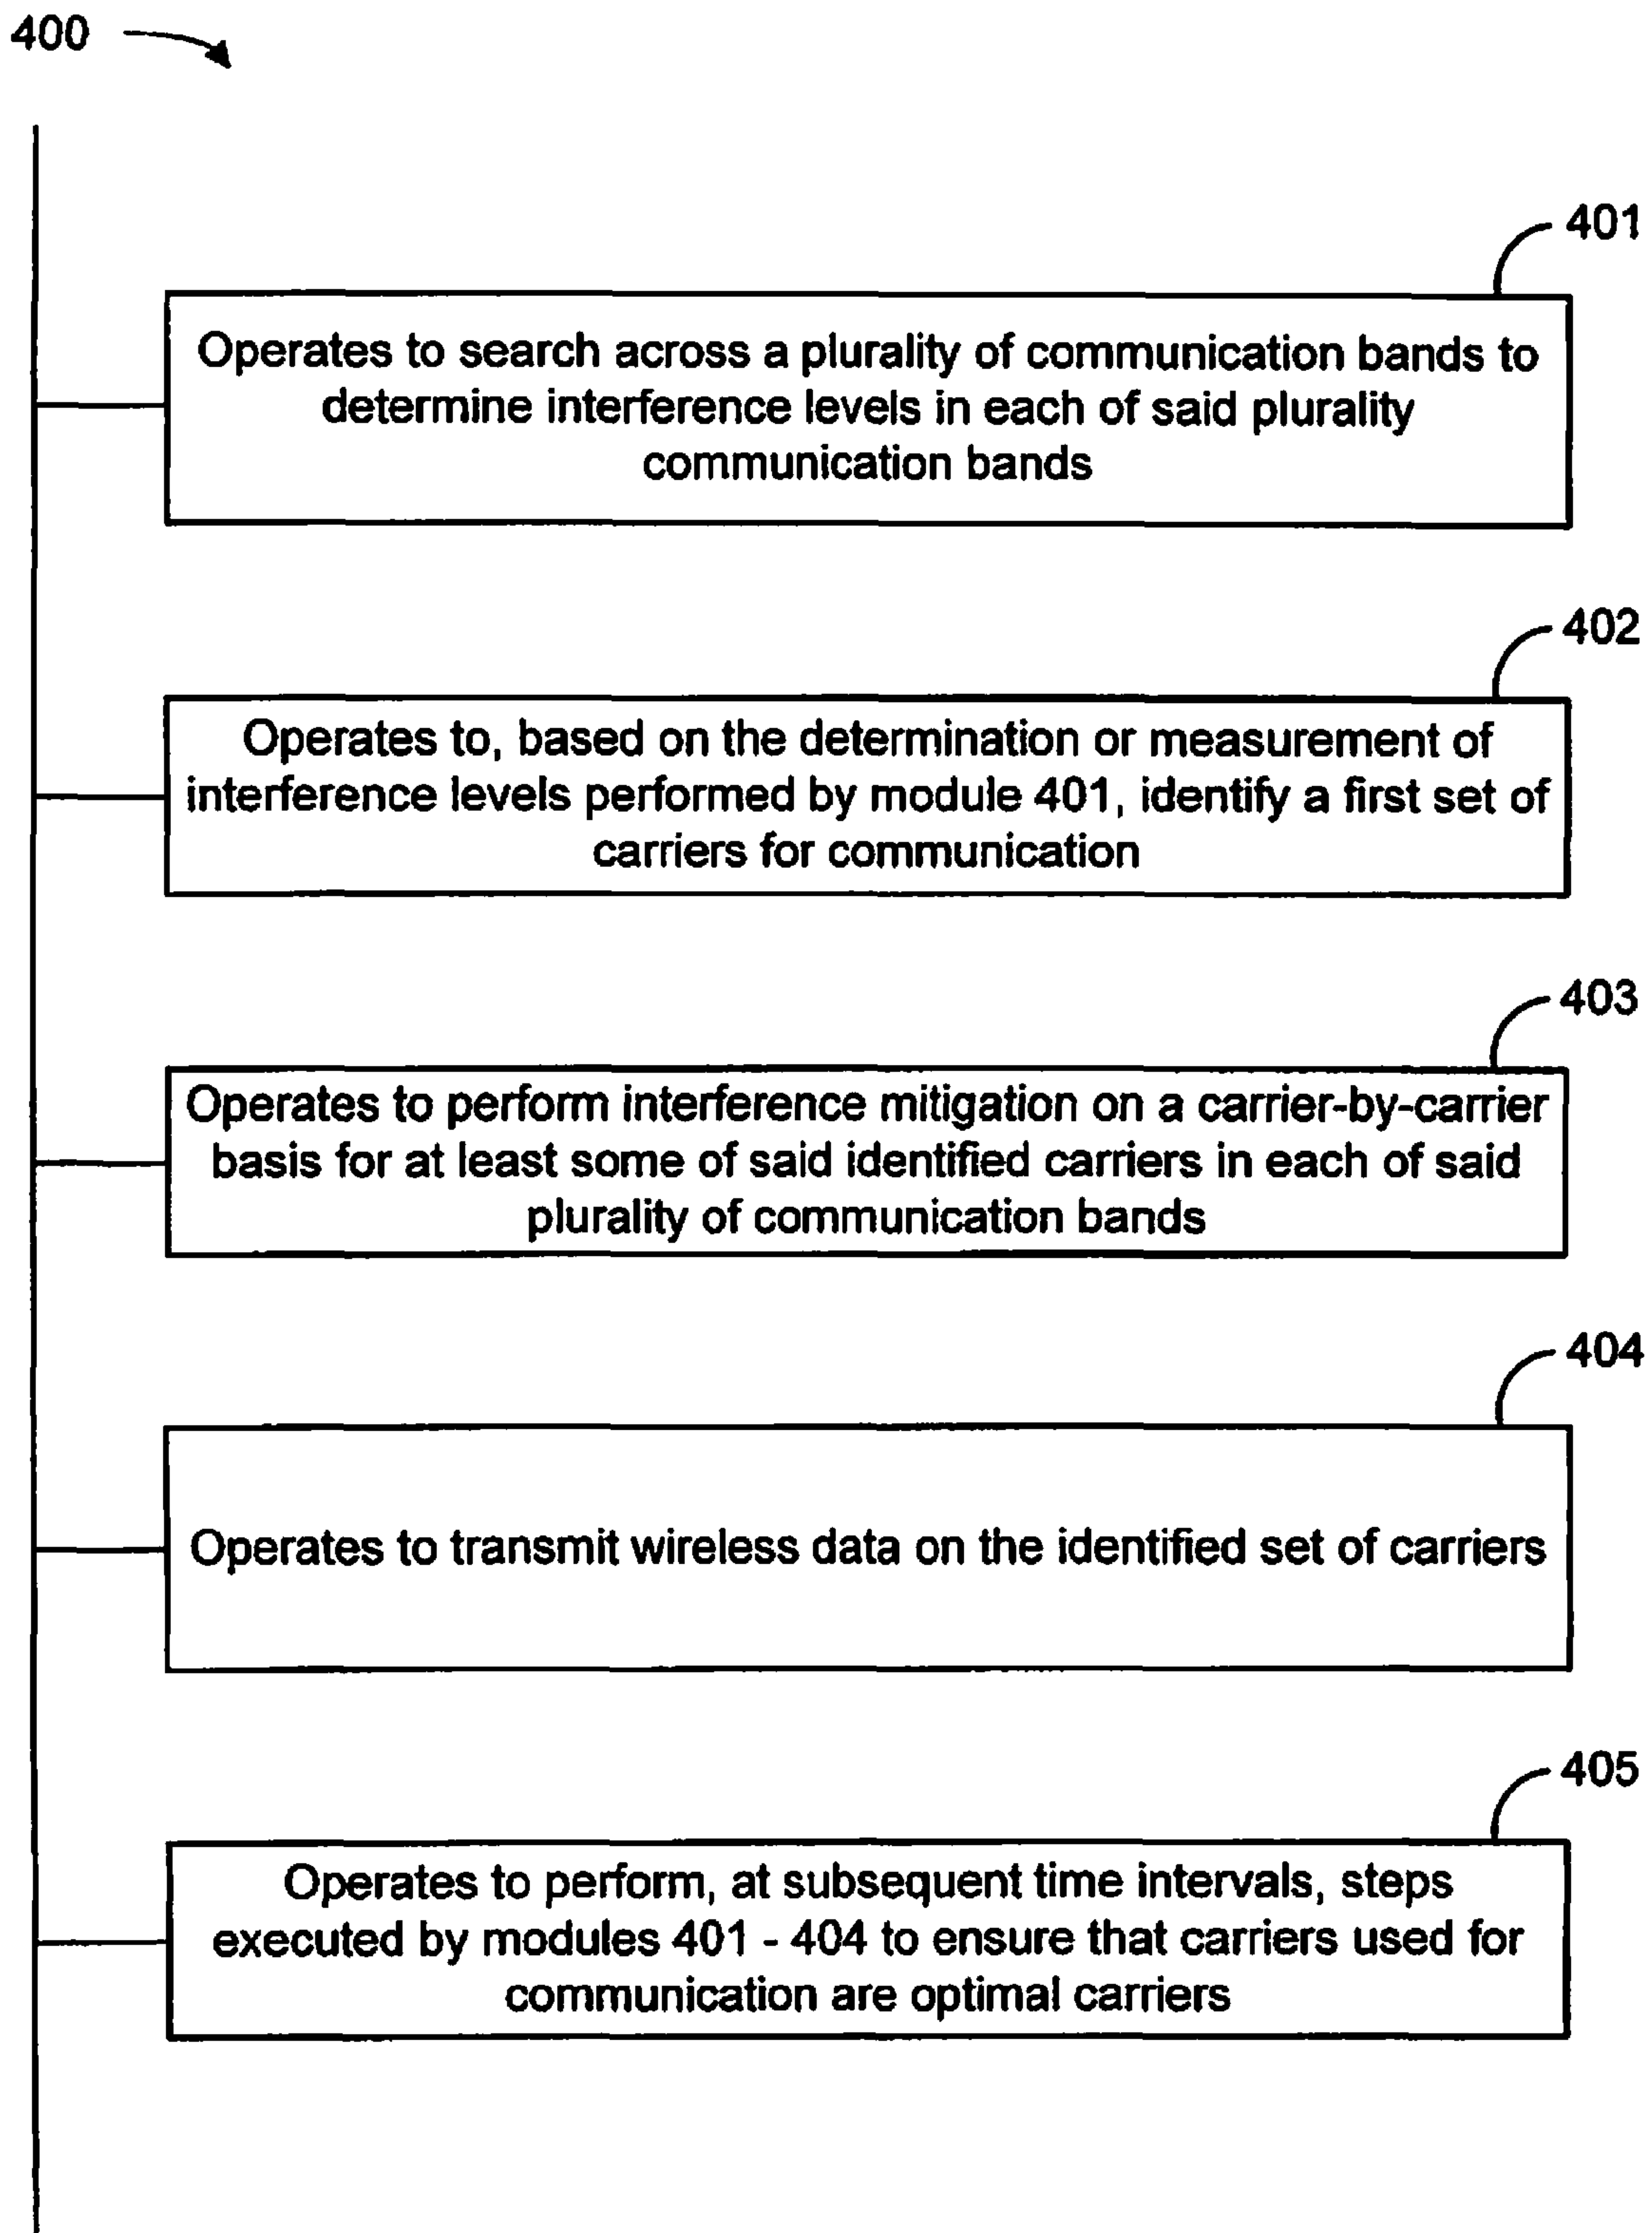 400
401
Operates to search across a plurality of communication bands to
determine interference levels in each of said plurality
communication bands
402
Operates to, based on the determination or measurement of
interference levels performed by module 401, identify a first set of
carriers for communication
403
Operates to perform interference mitigation on a carrier-by-carrier
basis for at least some of said identified carriers in each of said
plurality of communication bands
404
Operates to transmit wireless data on the identified set of carriers
405
Operates to perform, at subsequent time intervals, steps
executed by modules 401 - 404 to ensure that carriers used for
communication are optimal carriers